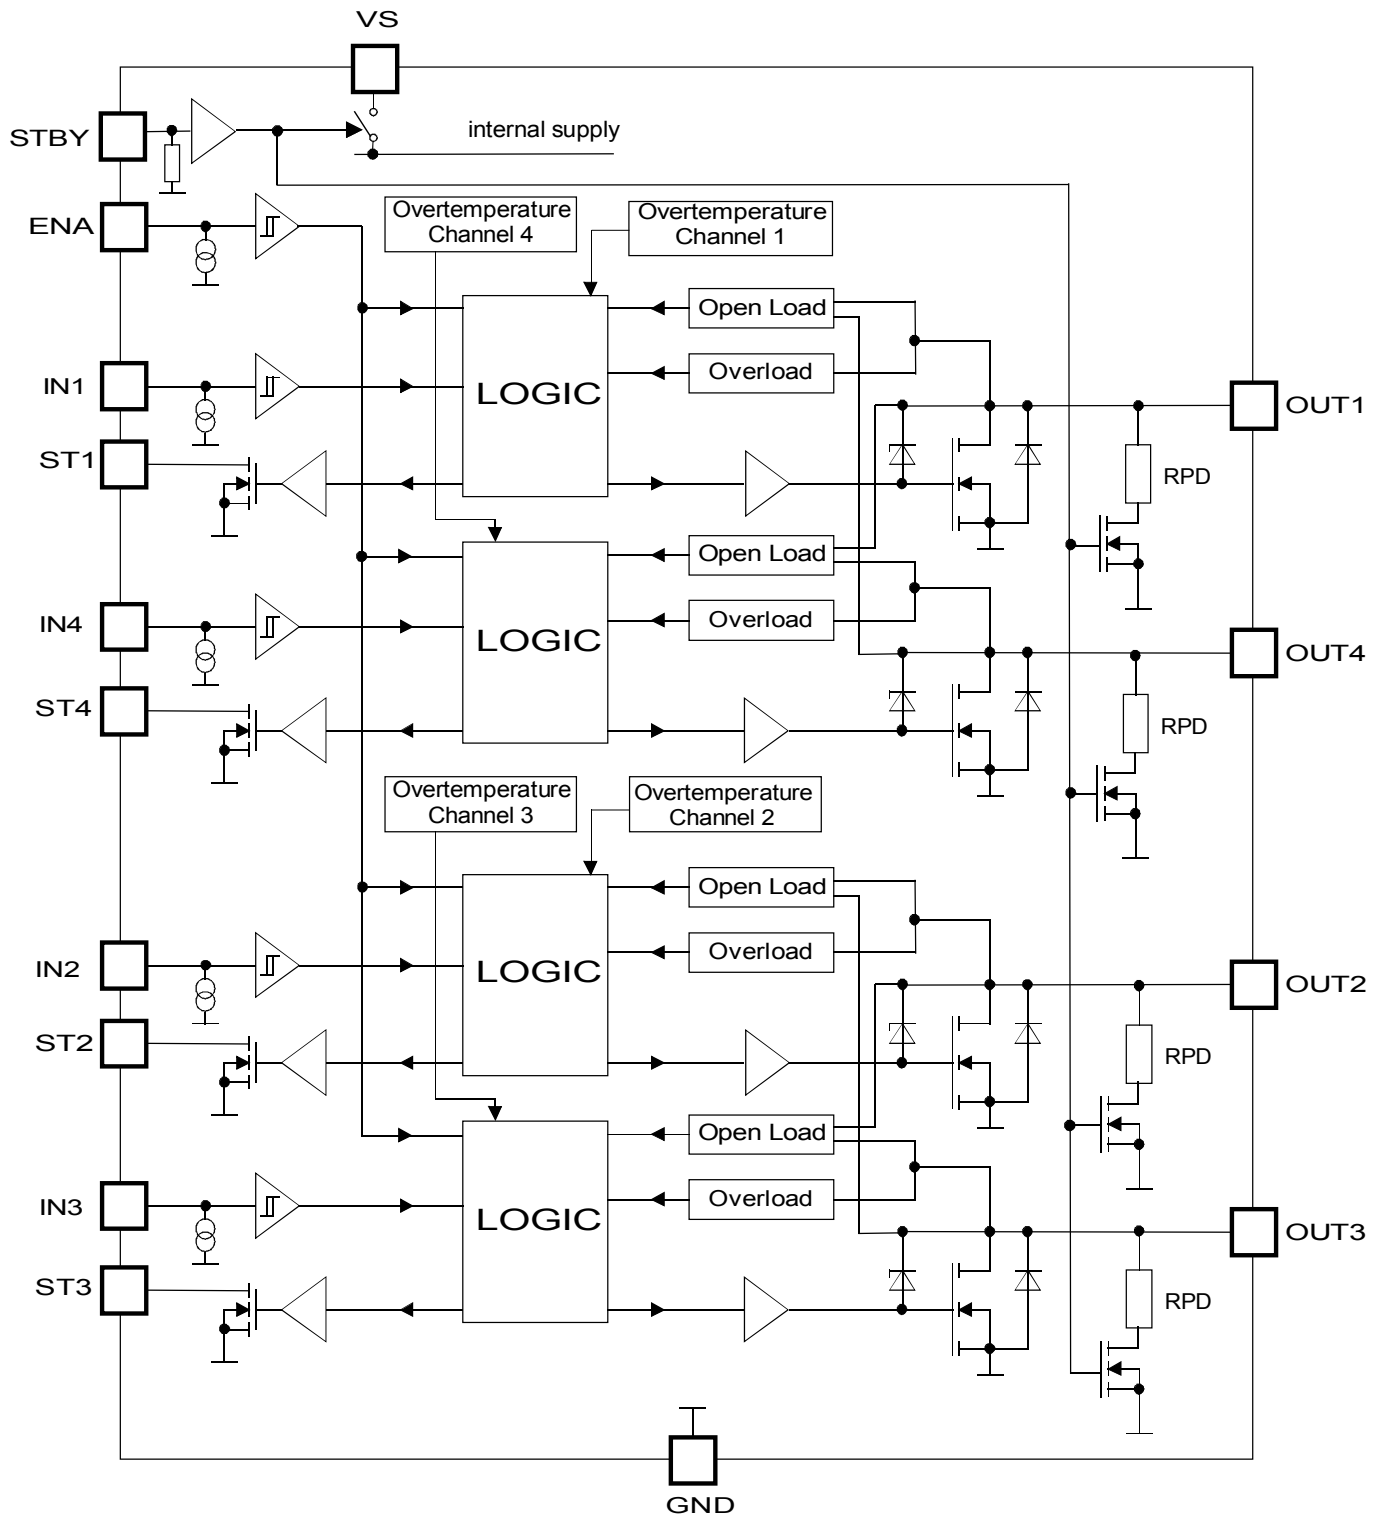 VS
STBY
internal supply
ENA
Overtemperature
Channel 4
Overtemperature
Channel 1
Open Load
IN1
LOGIC
Overload
OUT1
ST1
RPD
Open Load
IN4
LOGIC
Overload
OUT4
ST4
RPD
Overtemperature
Channel 3
Overtemperature
Channel 2
Open Load
IN2
LOGIC
Overload
OUT2
ST2
RPD
Open Load
IN3
LOGIC
Overload
OUT3
ST3
RPD
GND